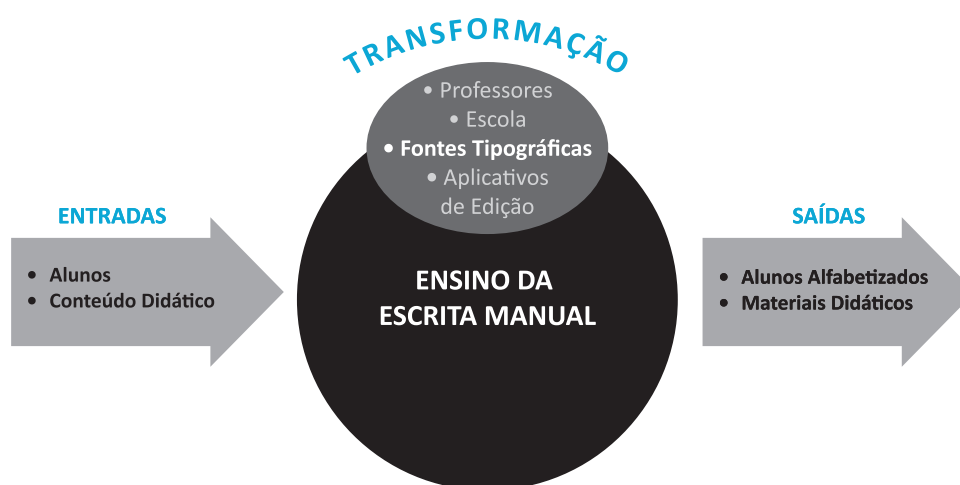 TRANSFORMAÇÃO
• Professores
• Escola
• Fontes Tipográficas
• Aplicativos
de Edição
ENTRADAS
• Alunos
• Conteúdo Didático
ENSINO DA
ESCRITA MANUAL
SAÍDAS
• Alunos Alfabetizados
• Materiais Didáticos